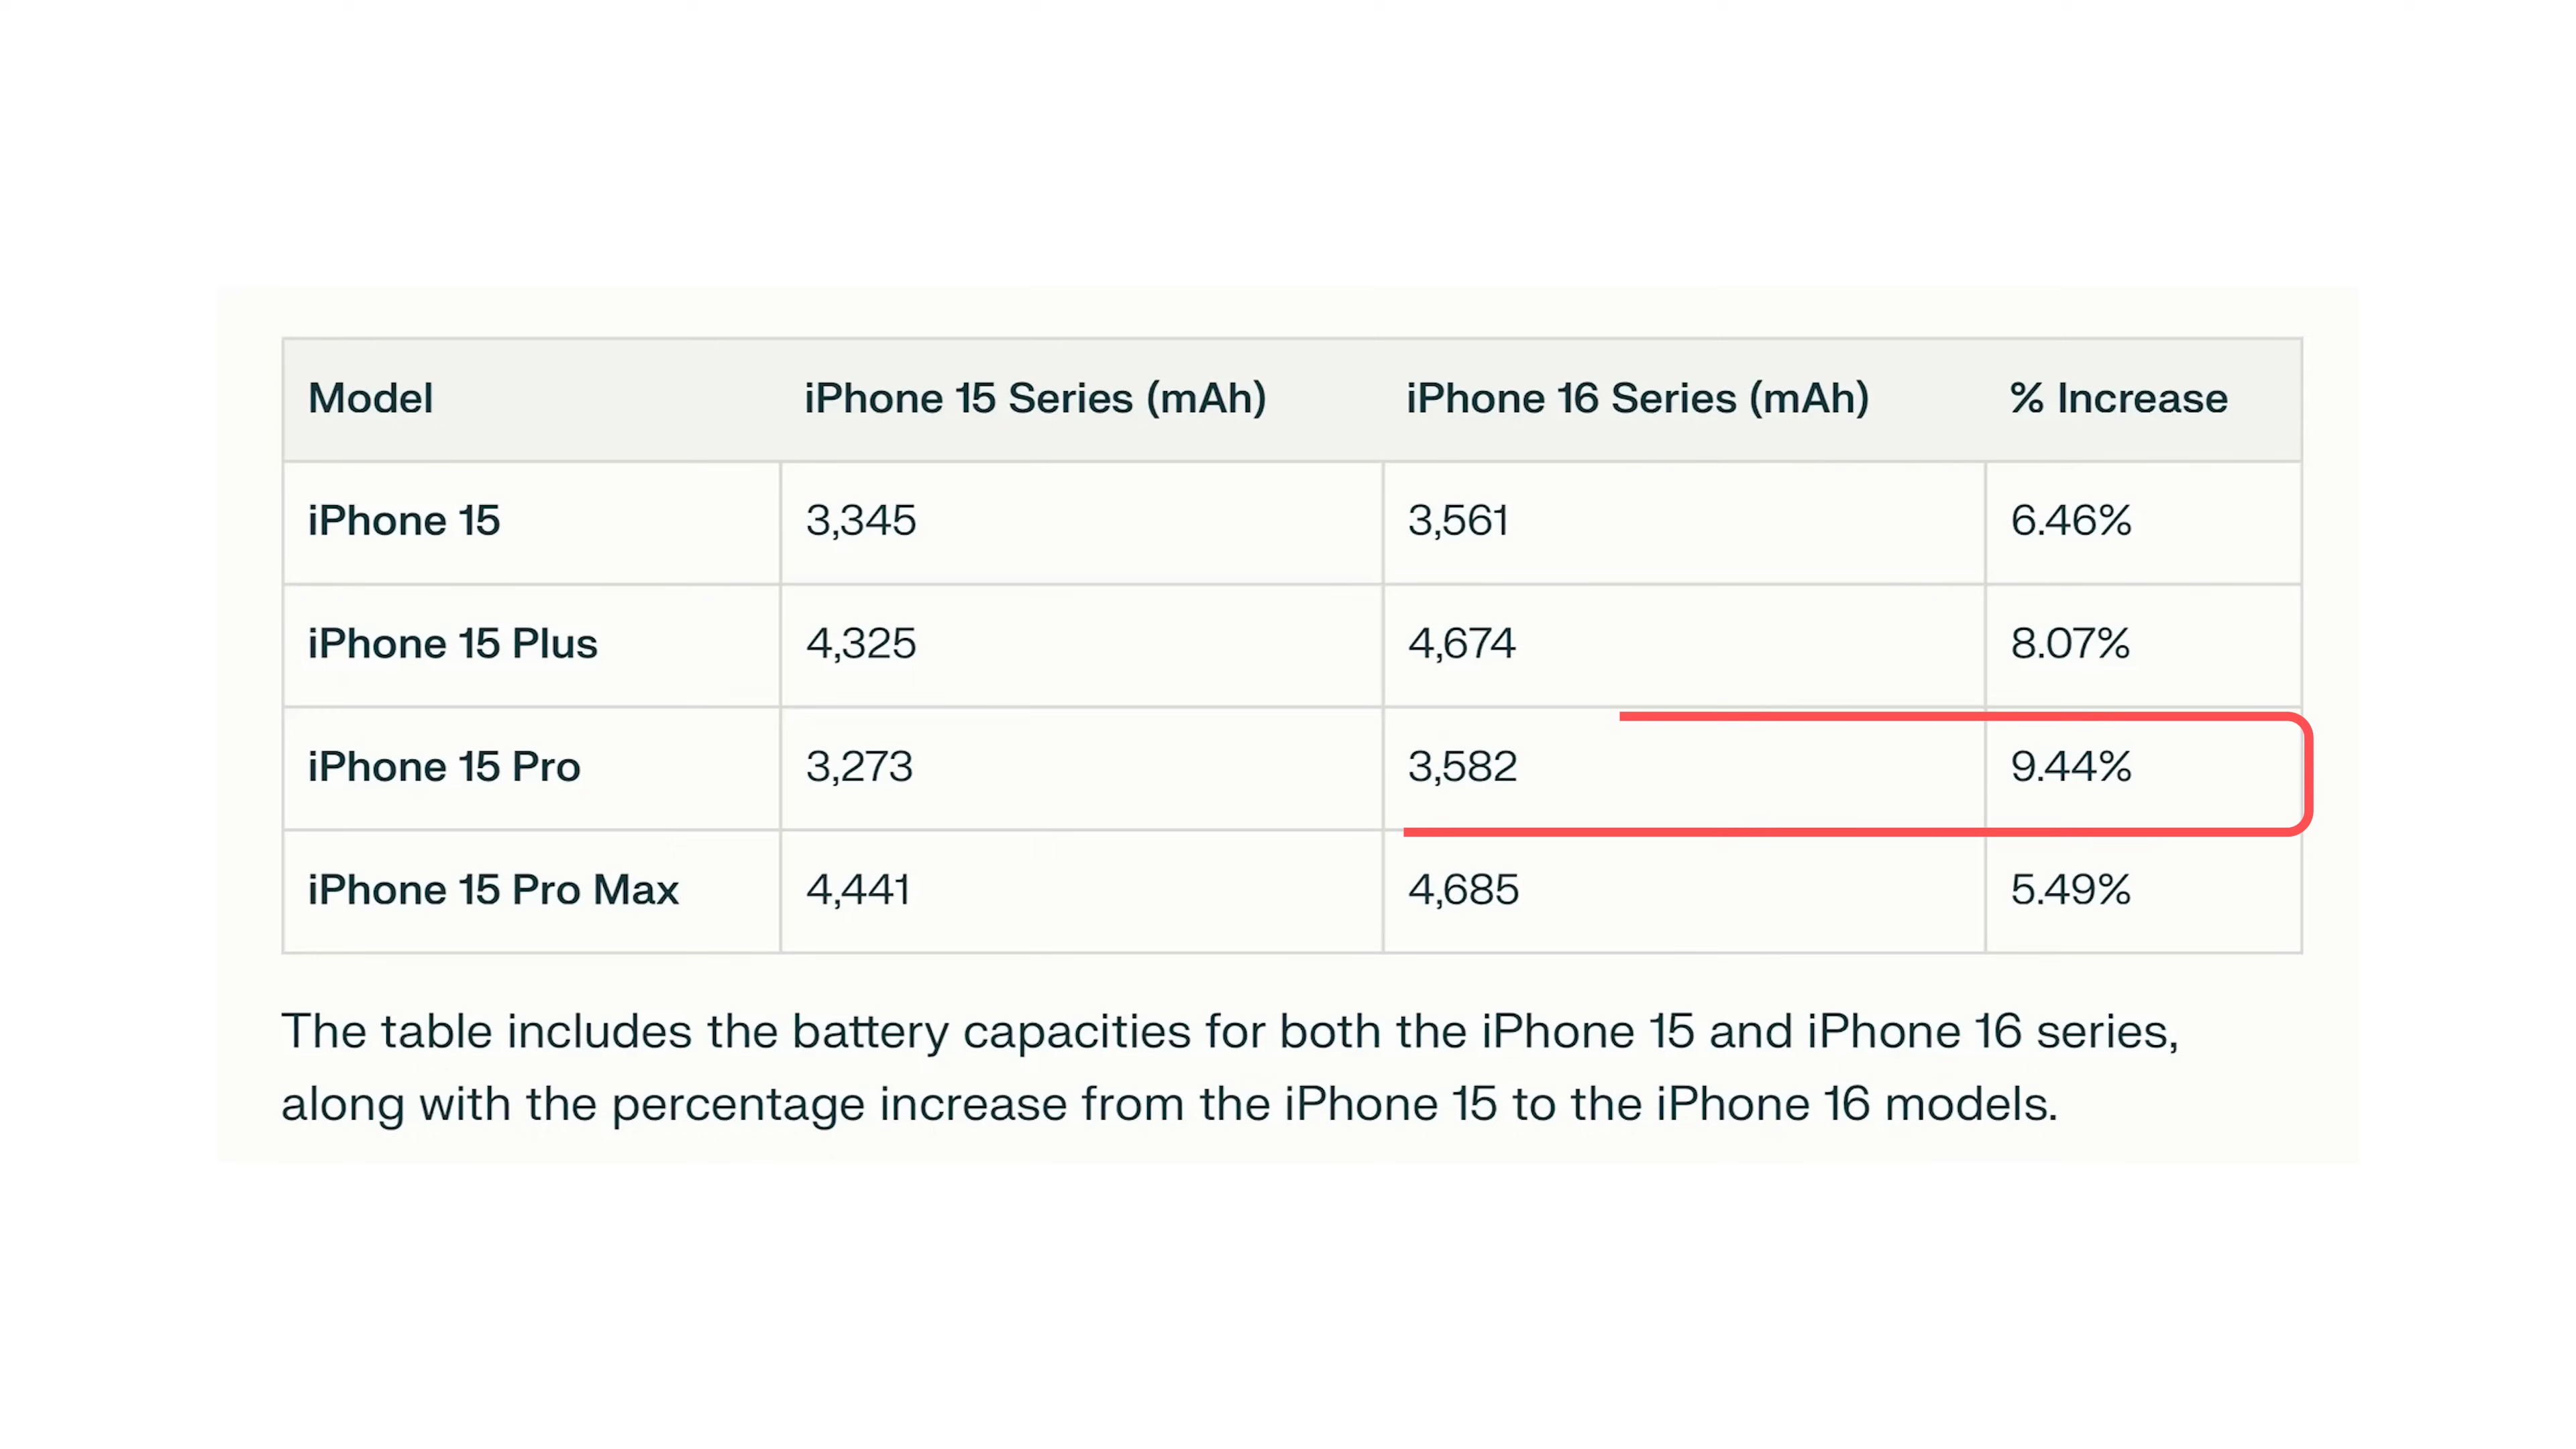 Model iPhone 15 Series (mAh) iPhone 16 Series (mAh) % Increase
iPhone 15 3,345 3,561 6.46%
iPhone 15 Plus 4,325 4,674 8.07%
iPhone 15 Pro 3,273 3,582 9.44%
iPhone 15 Pro Max 4,441 4,685 5.49%
The table includes the battery capacities for both the iPhone 15 and iPhone 16 series,
along with the percentage increase from the iPhone 15 to the iPhone 16 models.